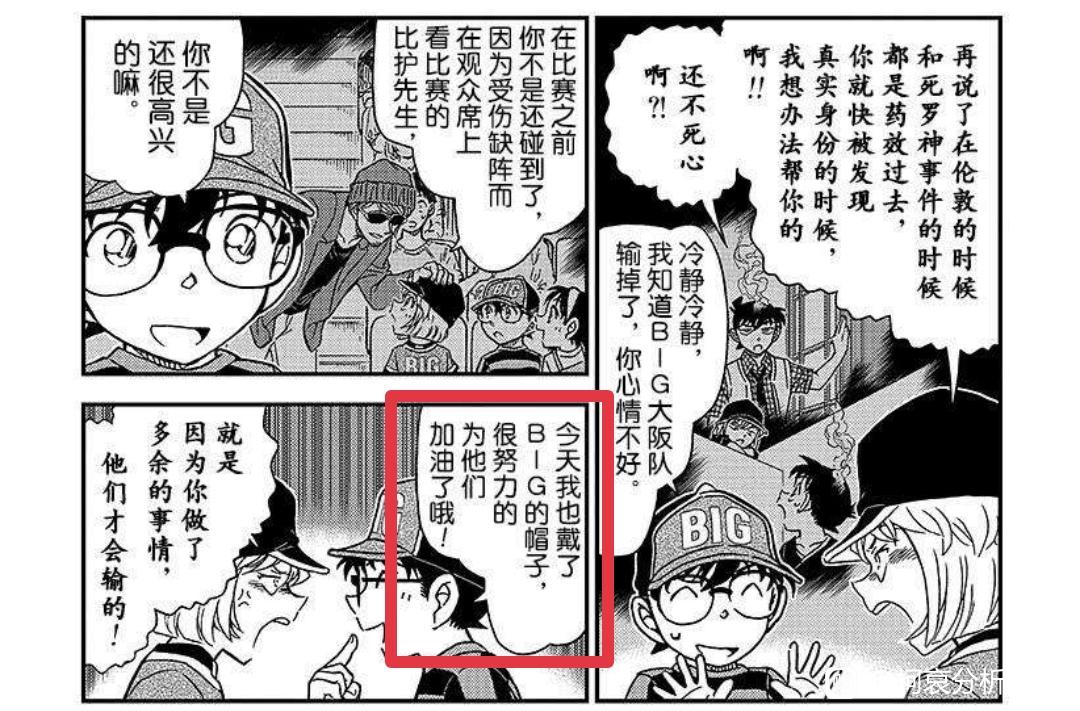 再说了在伦敦的时候
和死罗神事件的时候
都是药效过去，
你就快被发现
真实身份的时候，
我想办法帮你的
啊！！
还不死心
啊？！
冷静冷静，
我知道BIG大阪队
输掉了，你心情不好。
BIG
在比赛之前
你不是还碰到了，
因为受伤缺阵而
在观众席上
看比赛的
比护先生，
你不是
还很高兴
的嘛。
BIG
BIG
BIG
今天我也戴了
BIG的帽子，
很努力的
为他们
加油了哦！
就是
因为你做了
多余的事情，
他们才会输的！
哀分析